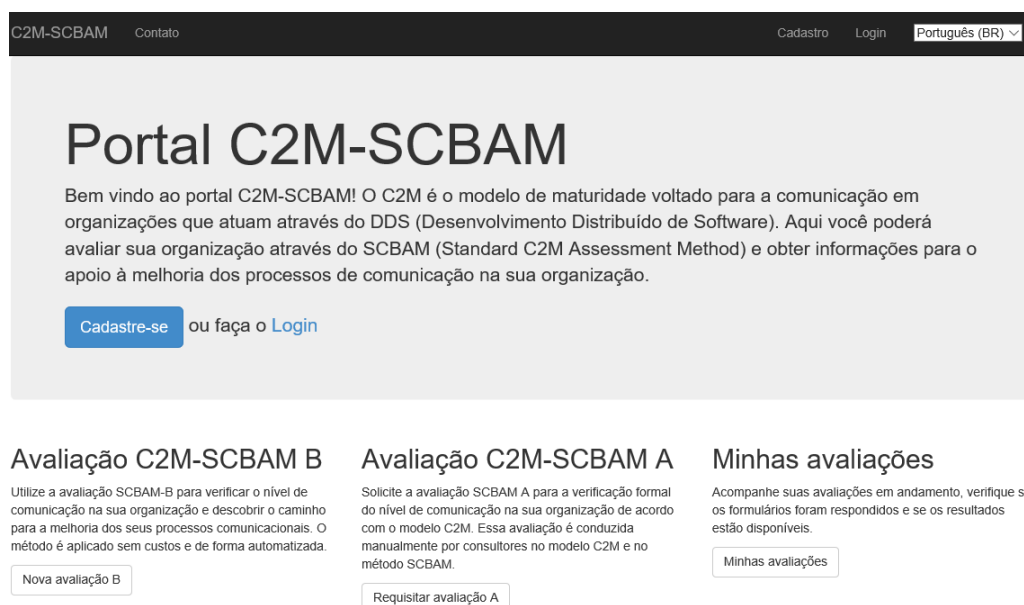 C2M-SCBAM Contato Cadastro Login Português (BR)
Portal C2M-SCBAM
Bem vindo ao portal C2M-SCBAM! O C2M é o modelo de maturidade voltado para a comunicação em
organizações que atuam através do DDS (Desenvolvimento Distribuído de Software). Aqui você poderá
avaliar sua organização através do SCBAM (Standard C2M Assessment Method) e obter informações para o
apoio à melhoria dos processos de comunicação na sua organização.
Cadastre-se ou faça o Login
Avaliação C2M-SCBAM B
Utilize a avaliação SCBAM-B para verificar o nível de
comunicação na sua organização e descobrir o caminho
para a melhoria dos seus processos comunicacionais. O
método é aplicado sem custos e de forma automatizada.
Nova avaliação B
Avaliação C2M-SCBAM A
Solicite a avaliação SCBAM A para a verificação formal
do nível de comunicação na sua organização de acordo
com o modelo C2M. Essa avaliação é conduzida
manualmente por consultores no modelo C2M e no
método SCBAM.
Requisitar avaliação A
Minhas avaliações
Acompanhe suas avaliações em andamento, verifique
os formulários foram respondidos e se os resultados
estão disponíveis.
Minhas avaliações